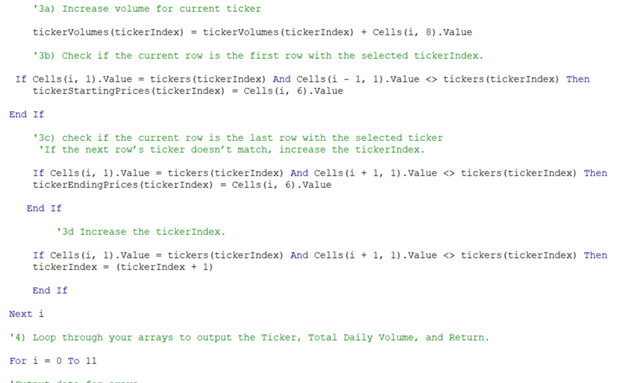 '3a) Increase volume for current ticker
tickerVolumes(tickerIndex) = tickerVolumes(tickerIndex) + Cells(i, 8).Value
'3b) Check if the current row is the first row with the selected tickerIndex.
If Cells(i, 1).Value = tickers(tickerIndex) And Cells(i - 1, 1).Value <> tickers(tickerIndex) Then
tickerStartingPrices(tickerIndex) = Cells(i, 6).Value
End If
'3c) check if the current row is the last row with the selected ticker
'If the next row's ticker doesn't match, increase the tickerIndex.
If Cells(i, 1).Value = tickers(tickerIndex) And Cells(i + 1, 1).Value <> tickers(tickerIndex) Then
tickerEndingPrices(tickerIndex) = Cells(i, 6).Value
End If
'3d Increase the tickerIndex.
If Cells(i, 1).Value = tickers(tickerIndex) And Cells(i + 1, 1).Value <> tickers(tickerIndex) Then
tickerIndex = (tickerIndex + 1)
End If
Next i
'4) Loop through your arrays to output the Ticker, Total Daily Volume, and Return.
For i = 0 To 11